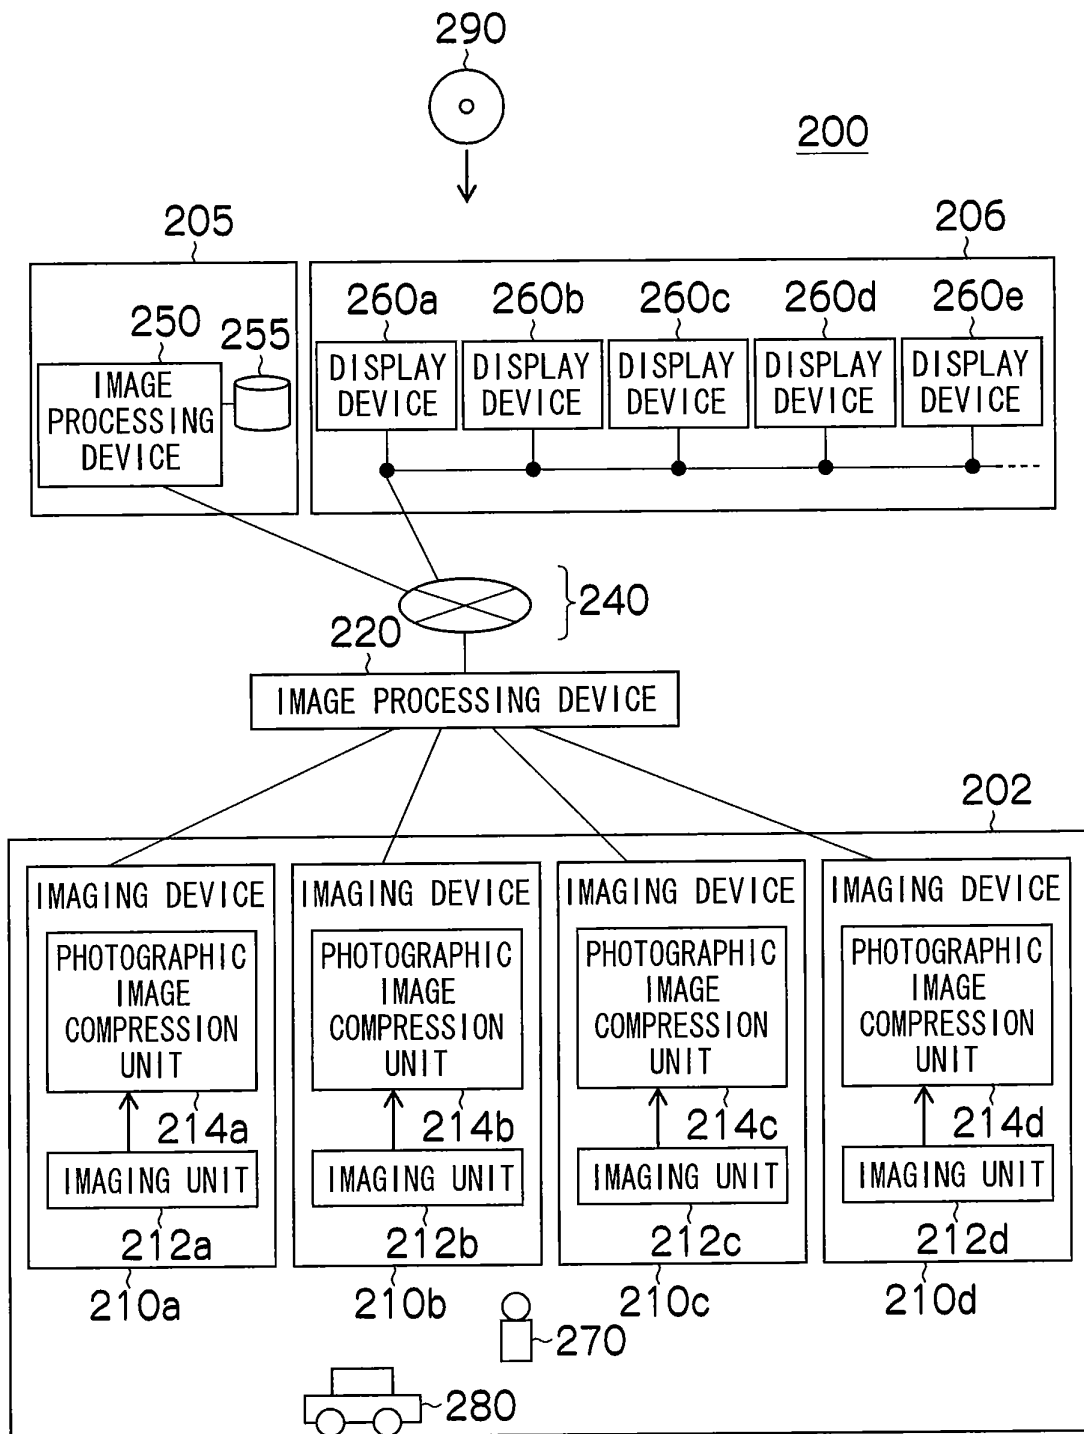 290
200
205
206
250
255
260a
260b
260c
260d
260e
IMAGE
PROCESSING
DEVICE
DISPLAY
DEVICE
DISPLAY
DEVICE
DISPLAY
DEVICE
DISPLAY
DEVICE
DISPLAY
DEVICE
240
220
IMAGE PROCESSING DEVICE
202
IMAGING DEVICE
PHOTOGRAPHIC
IMAGE
COMPRESSION
UNIT
214a
IMAGING UNIT
212a
210a
IMAGING DEVICE
PHOTOGRAPHIC
IMAGE
COMPRESSION
UNIT
214b
IMAGING UNIT
212b
210b
IMAGING DEVICE
PHOTOGRAPHIC
IMAGE
COMPRESSION
UNIT
214c
IMAGING UNIT
212c
210c
IMAGING DEVICE
PHOTOGRAPHIC
IMAGE
COMPRESSION
UNIT
214d
IMAGING UNIT
212d
210d
270
280